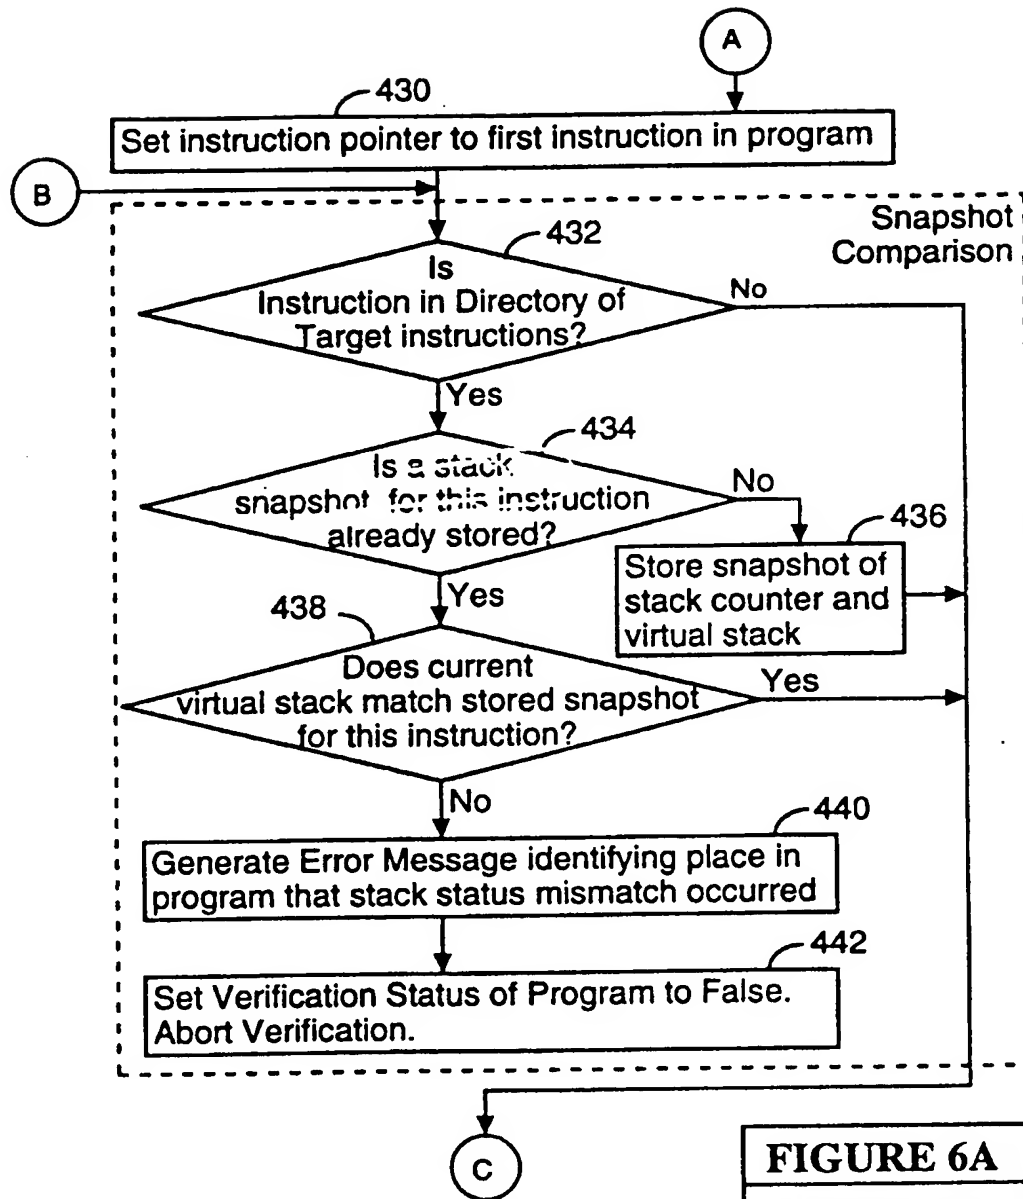 A
430
Set instruction pointer to first instruction in program
B
Snapshot
Comparison
432
Is
Instruction in Directory of
Target instructions?
No
Yes
434
Is a stack
snapshot for this instruction
already stored?
No
436
Store snapshot of
stack counter and
virtual stack
Yes
438
Does current
virtual stack match stored snapshot
for this instruction?
Yes
No
440
Generate Error Message identifying place in
program that stack status mismatch occurred
442
Set Verification Status of Program to False.
Abort Verification.
C
FIGURE 6A